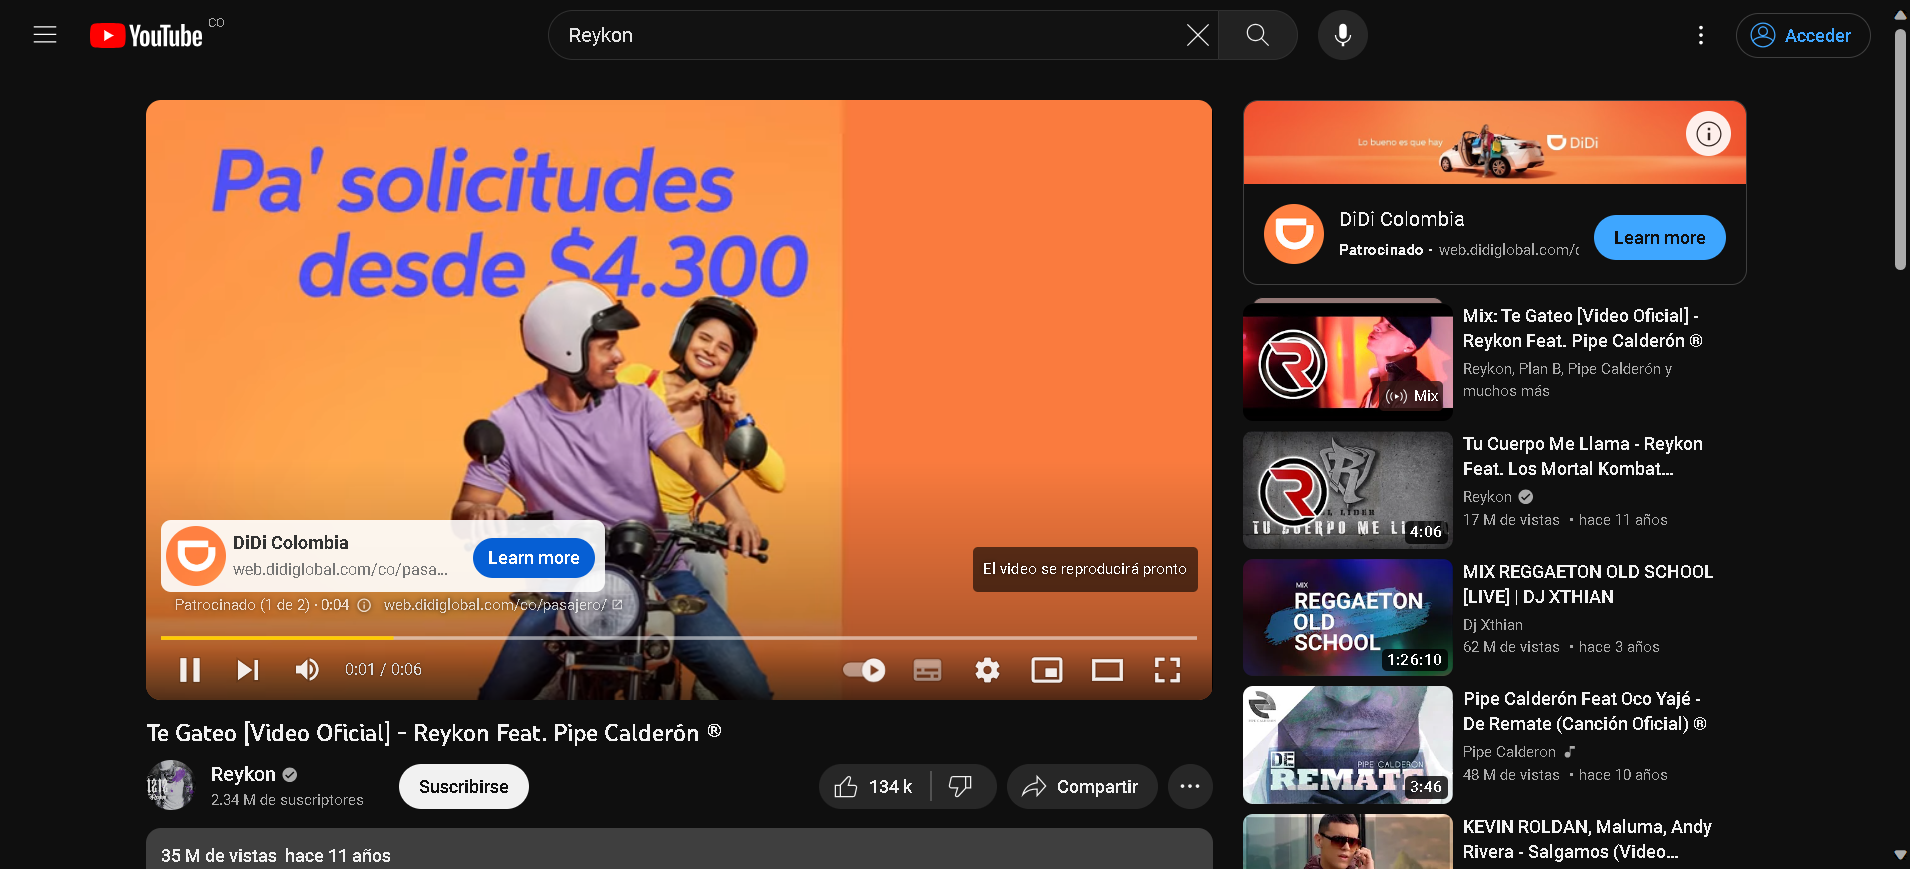 YouTube CO
Reykon
Acceder
Pa' solicitudes
desde $4.300
DiDi Colombia
web.didiglobal.com/co/pasa...
Learn more
El video se reproducirá pronto
Patrocinado (1 de 2) · 0:04 web.didiglobal.com/co/pasajero/
0:01 / 0:06
Te Gateo [Video Oficial] - Reykon Feat. Pipe Calderón ®
Reykon
2.34 M de suscriptores
Suscribirse
134 k
Compartir
35 M de vistas hace 11 años
Lo bueno es que hay
DiDi
DiDi Colombia
Patrocinado · web.didiglobal.com/c
Learn more
Mix
Mix: Te Gateo [Video Oficial] -
Reykon Feat. Pipe Calderón ®
Reykon, Plan B, Pipe Calderón y
muchos más
TU CUERPO ME LL
4:06
Tu Cuerpo Me Llama - Reykon
Feat. Los Mortal Kombat...
Reykon
17 M de vistas • hace 11 años
MIX
REGGAETON
OLD
SCHOOL
1:26:10
MIX REGGAETON OLD SCHOOL
[LIVE] | DJ XTHIAN
Dj Xthian
62 M de vistas • hace 3 años
PIPE CALDERON
DE
REMATE
3:46
Pipe Calderón Feat Oco Yajé -
De Remate (Canción Oficial) ®
Pipe Calderon
48 M de vistas • hace 10 años
KEVIN ROLDAN, Maluma, Andy
Rivera - Salgamos (Video...